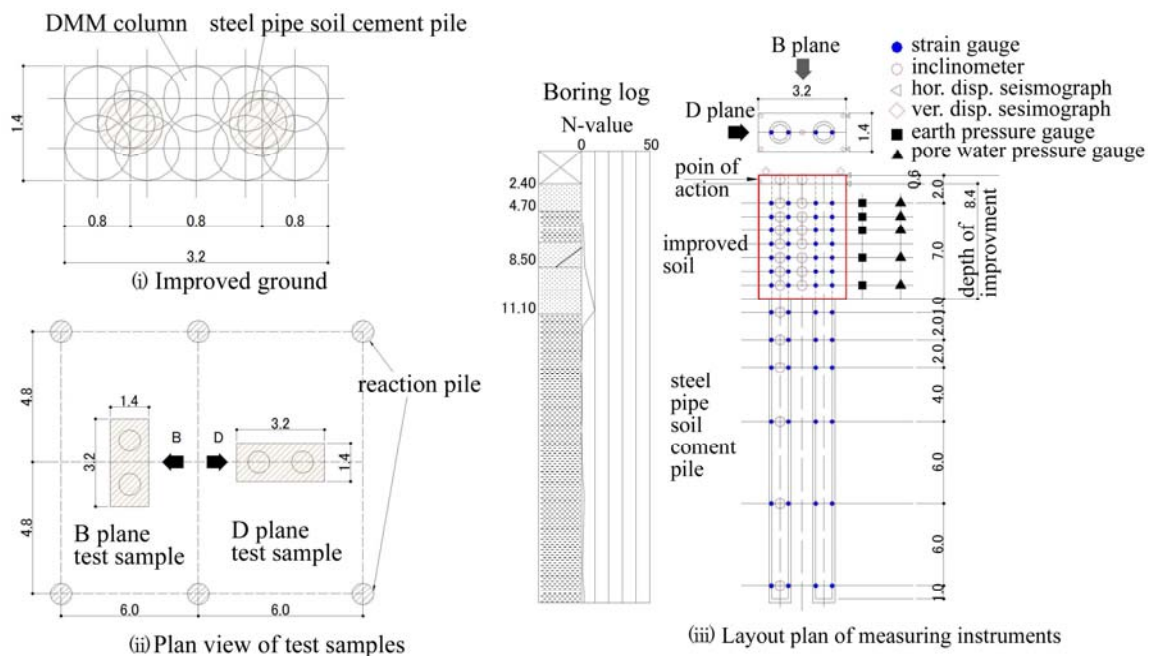 DMM column
steel pipe soil cement pile
1.4
0.8
0.8
0.8
3.2
(i) Improved ground
4.8
4.8
1.4
3.2
B
D
3.2
1.4
B plane
test sample
D plane
test sample
reaction pile
6.0
6.0
(ii) Plan view of test samples
Boring log
N-value
0
50
2.40
4.70
8.50
11.10
B plane
3.2
D plane
1.4
strain gauge
inclinometer
hor. disp. seismograph
ver. disp. sesimograph
earth pressure gauge
pore water pressure gauge
poin of
action
improved
soil
steel
pipe
soil
coment
pile
0.6
2.0
8.4
7.0
depth of
improvment
1.0
2.01.0
2.0
4.0
6.0
6.0
1.0
(iii) Layout plan of measuring instruments